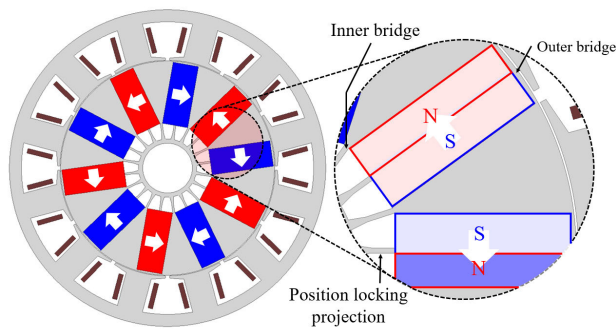 Inner bridge
Outer bridge
N
S
S
N
Position locking
projection